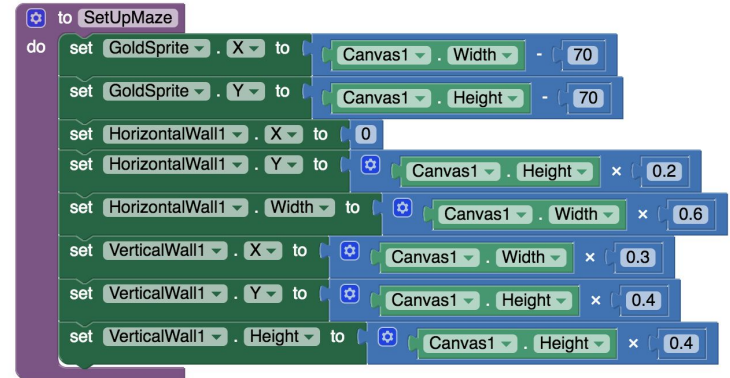 to SetUpMaze
do set GoldSprite . X to Canvas1 . Width - 70
set GoldSprite . Y to Canvas1 . Height - 70
set HorizontalWall1 . X to 0
set HorizontalWall1 . Y to Canvas1 . Height × 0.2
set HorizontalWall1 . Width to Canvas1 . Width × 0.6
set VerticalWall1 . X to Canvas1 . Width × 0.3
set VerticalWall1 . Y to Canvas1 . Height × 0.4
set VerticalWall1 . Height to Canvas1 . Height × 0.4